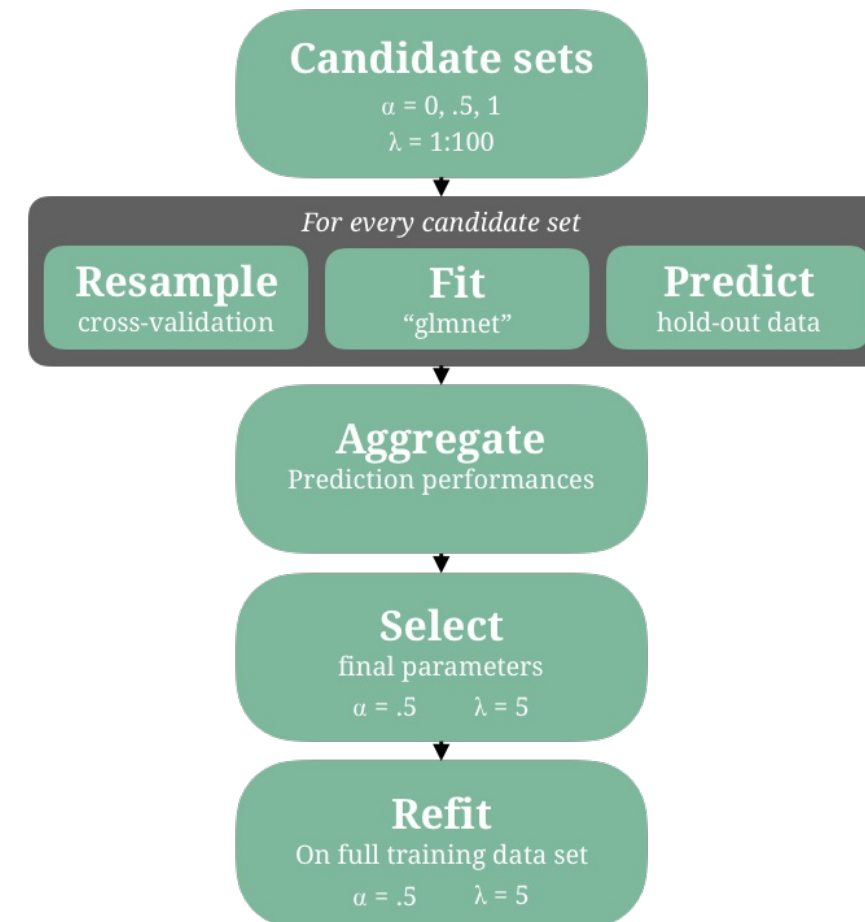 Candidate sets
α = 0, .5, 1
λ = 1:100
For every candidate set
Resample
cross-validation
Fit
“glmnet”
Predict
hold-out data
Aggregate
Prediction performances
Select
final parameters
α = .5 λ = 5
Refit
On full training data set
α = .5 λ = 5